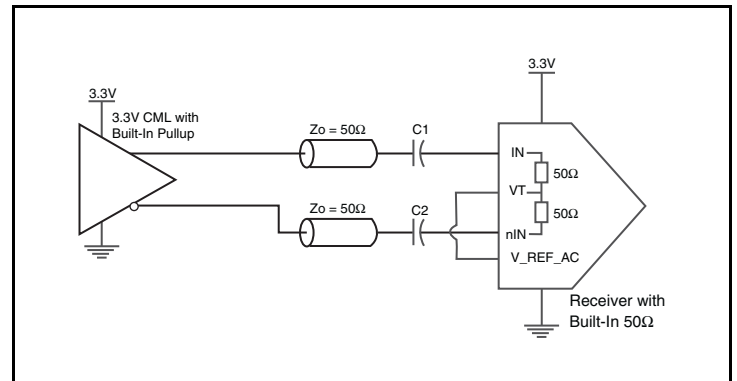 3.3V
3.3V
3.3V CML with
Built-In Pullup
Zo = 50Ω
C1
IN
50Ω
VT
Zo = 50Ω
C2
50Ω
nIN
V_REF_AC
Receiver with
Built-In 50Ω